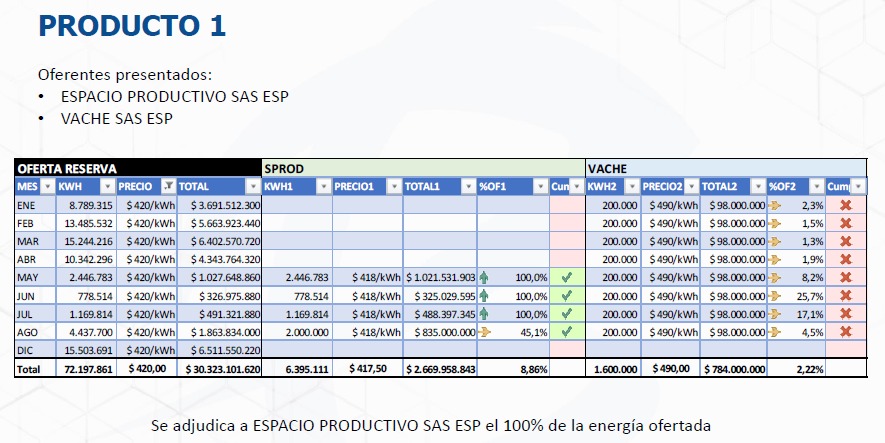 PRODUCTO 1
Oferentes presentados:
• ESPACIO PRODUCTIVO SAS ESP
• VACHE SAS ESP
OFERTA RESERVA SPROD VACHE
MES KWH PRECIO TOTAL KWH1 PRECIO1 TOTAL1 %OF1 Cum KWH2 PRECIO2 TOTAL2 %OF2 Cump
ENE 8.789.315 $ 420/kWh $ 3.691.512.300 200.000 $ 490/kWh $ 98.000.000 2,3%
FEB 13.485.532 $ 420/kWh $ 5.663.923.440 200.000 $ 490/kWh $ 98.000.000 1,5%
MAR 15.244.216 $ 420/kWh $ 6.402.570.720 200.000 $ 490/kWh $ 98.000.000 1,3%
ABR 10.342.296 $ 420/kWh $ 4.343.764.320 200.000 $ 490/kWh $ 98.000.000 1,9%
MAY 2.446.783 $ 420/kWh $ 1.027.648.860 2.446.783 $ 418/kWh $ 1.021.531.903 100,0% ✓ 200.000 $ 490/kWh $ 98.000.000 8,2%
JUN 778.514 $ 420/kWh $ 326.975.880 778.514 $ 418/kWh $ 325.029.595 100,0% ✓ 200.000 $ 490/kWh $ 98.000.000 25,7%
JUL 1.169.814 $ 420/kWh $ 491.321.880 1.169.814 $ 418/kWh $ 488.397.345 100,0% ✓ 200.000 $ 490/kWh $ 98.000.000 17,1%
AGO 4.437.700 $ 420/kWh $ 1.863.834.000 2.000.000 $ 418/kWh $ 835.000.000 45,1% ✓ 200.000 $ 490/kWh $ 98.000.000 4,5%
DIC 15.503.691 $ 420/kWh $ 6.511.550.220
Total 72.197.861 $ 420,00 $ 30.323.101.620 6.395.111 $ 417,50 $ 2.669.958.843 8,86% 1.600.000 $ 490,00 $ 784.000.000 2,22%
Se adjudica a ESPACIO PRODUCTIVO SAS ESP el 100% de la energía ofertada